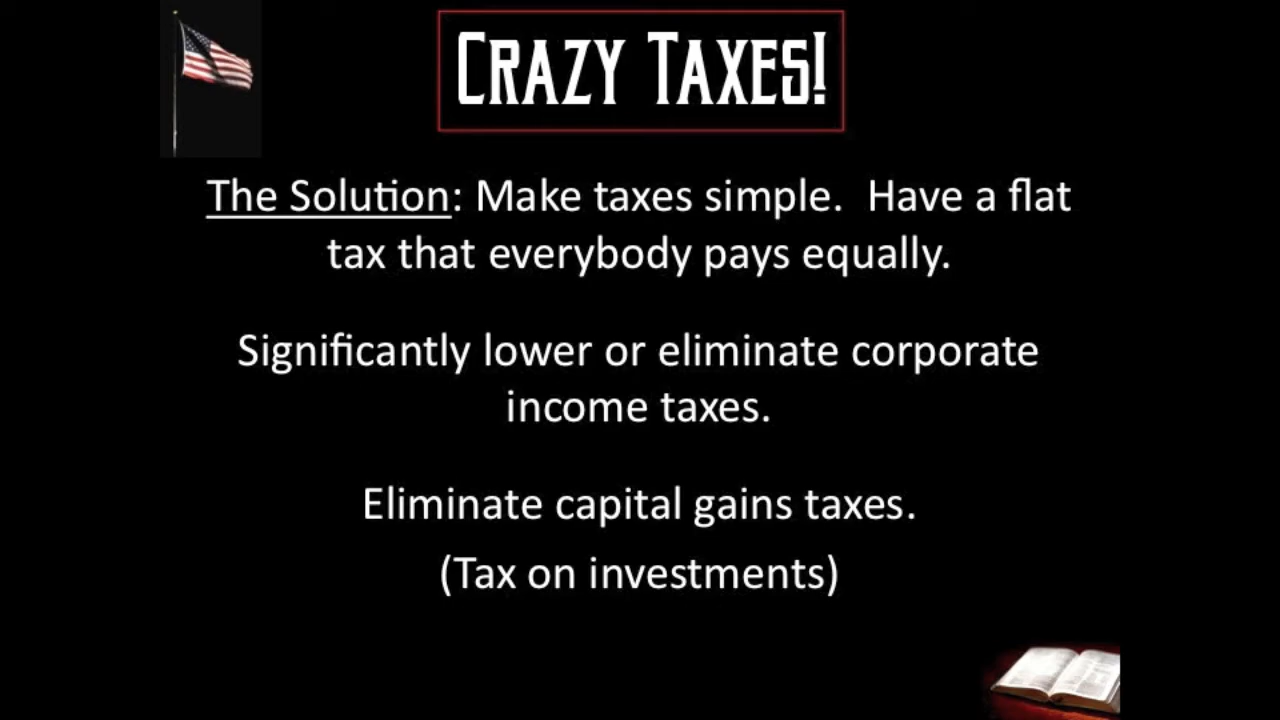 CRAZY TAXES!
The Solution: Make taxes simple.  Have a flat
tax that everybody pays equally.
Significantly lower or eliminate corporate
income taxes.
Eliminate capital gains taxes.
(Tax on investments)